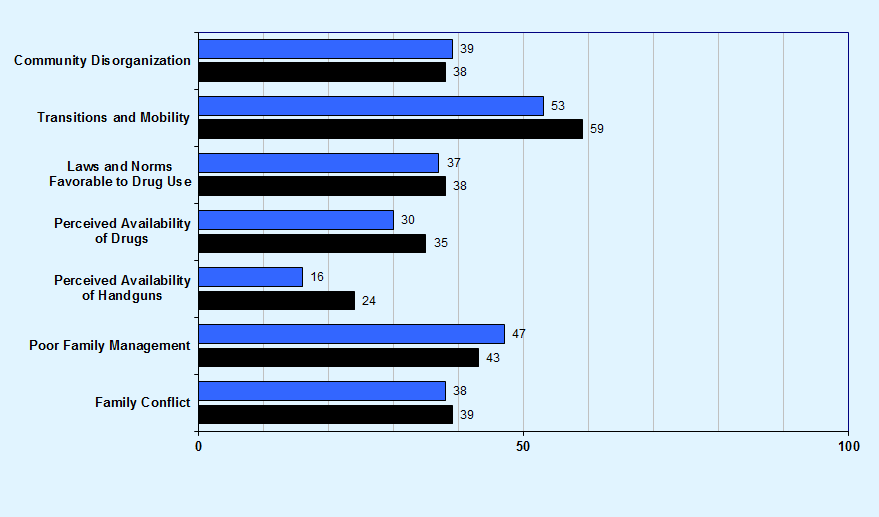 Community Disorganization
39
38
Transitions and Mobility
53
59
Laws and Norms
Favorable to Drug Use
37
38
Perceived Availability
of Drugs
30
35
Perceived Availability
of Handguns
16
24
Poor Family Management
47
43
Family Conflict
38
39
0
50
100